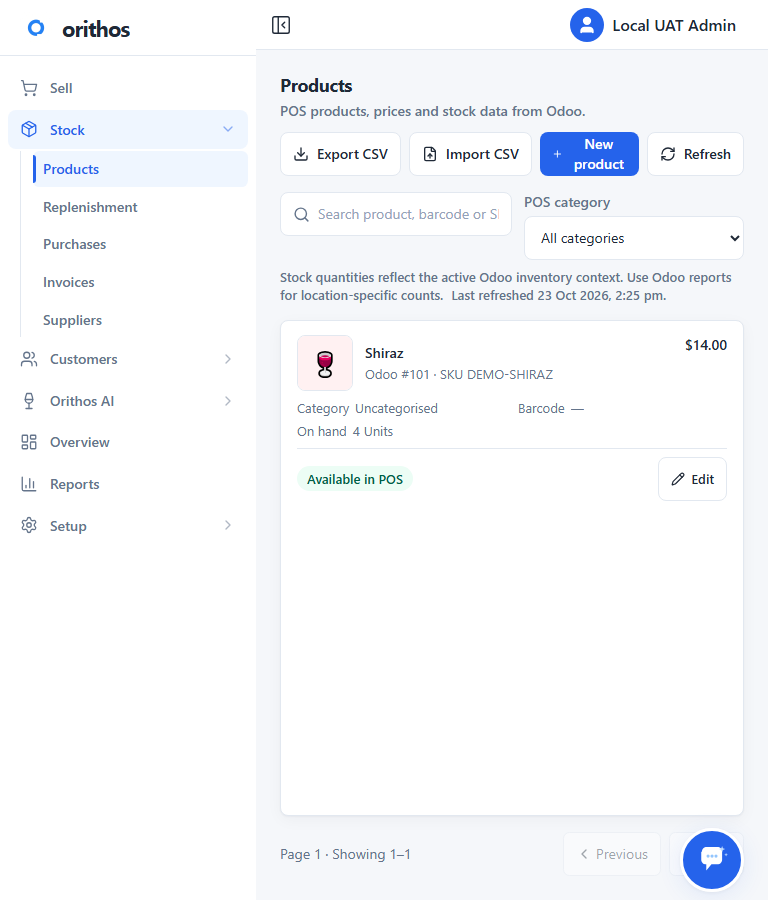 orithos
Local UAT Admin
Sell
Stock
Products
Replenishment
Purchases
Invoices
Suppliers
Customers
Orithos AI
Overview
Reports
Setup
Products
POS products, prices and stock data from Odoo.
Export CSV
Import CSV
+ New
product
Refresh
Search product, barcode or S
POS category
All categories
Stock quantities reflect the active Odoo inventory context. Use Odoo reports
for location-specific counts. Last refreshed 23 Oct 2026, 2:25 pm.
Shiraz
$14.00
Odoo #101 · SKU DEMO-SHIRAZ
Category Uncategorised
Barcode —
On hand 4 Units
Available in POS
Edit
Page 1 · Showing 1–1
Previous